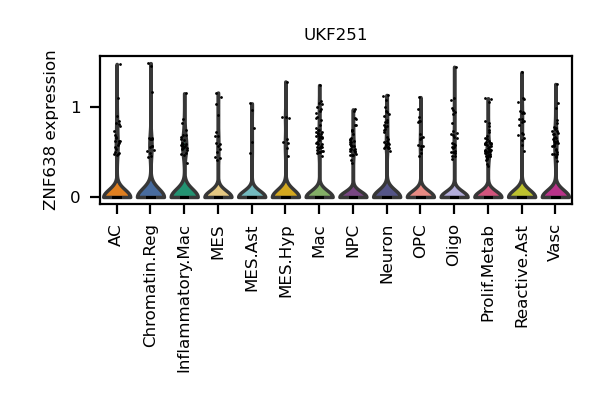 UKF251
ZNF638 expression
1
0
AC
Chromatin.Reg
Inflammatory.Mac
MES
MES.Ast
MES.Hyp
Mac
NPC
Neuron
OPC
Oligo
Prolif.Metab
Reactive.Ast
Vasc